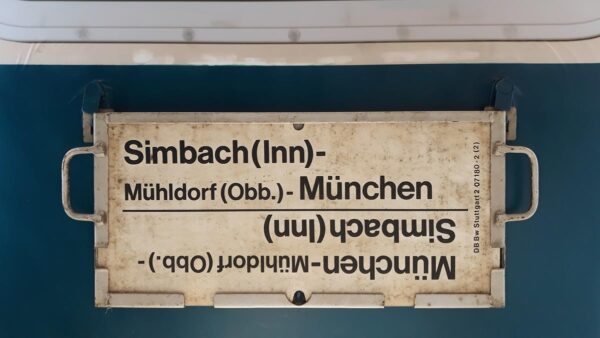 Simbach(Inn)-
Mühldorf(Obb.)-München
München-Mühldorf(Obb.)-
Simbach(Inn)
DB Bw Stuttgart 2 07180-2 (2)